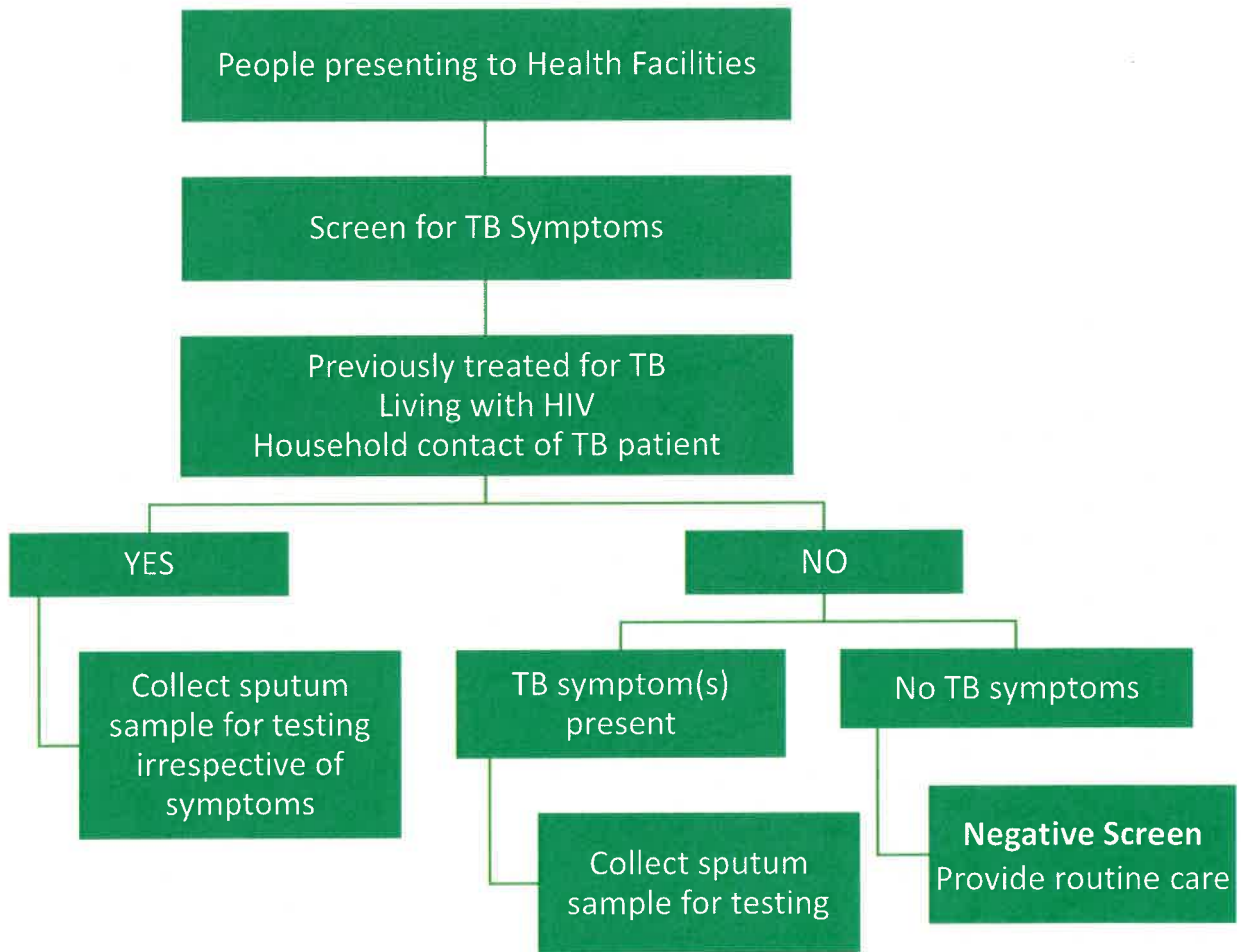 People presenting to Health Facilities
Screen for TB Symptoms
Previously treated for TB
Living with HIV
Household contact of TB patient
YES
NO
Collect sputum
sample for testing
irrespective of
symptoms
TB symptom(s)
present
No TB symptoms
Collect sputum
sample for testing
Negative Screen
Provide routine care